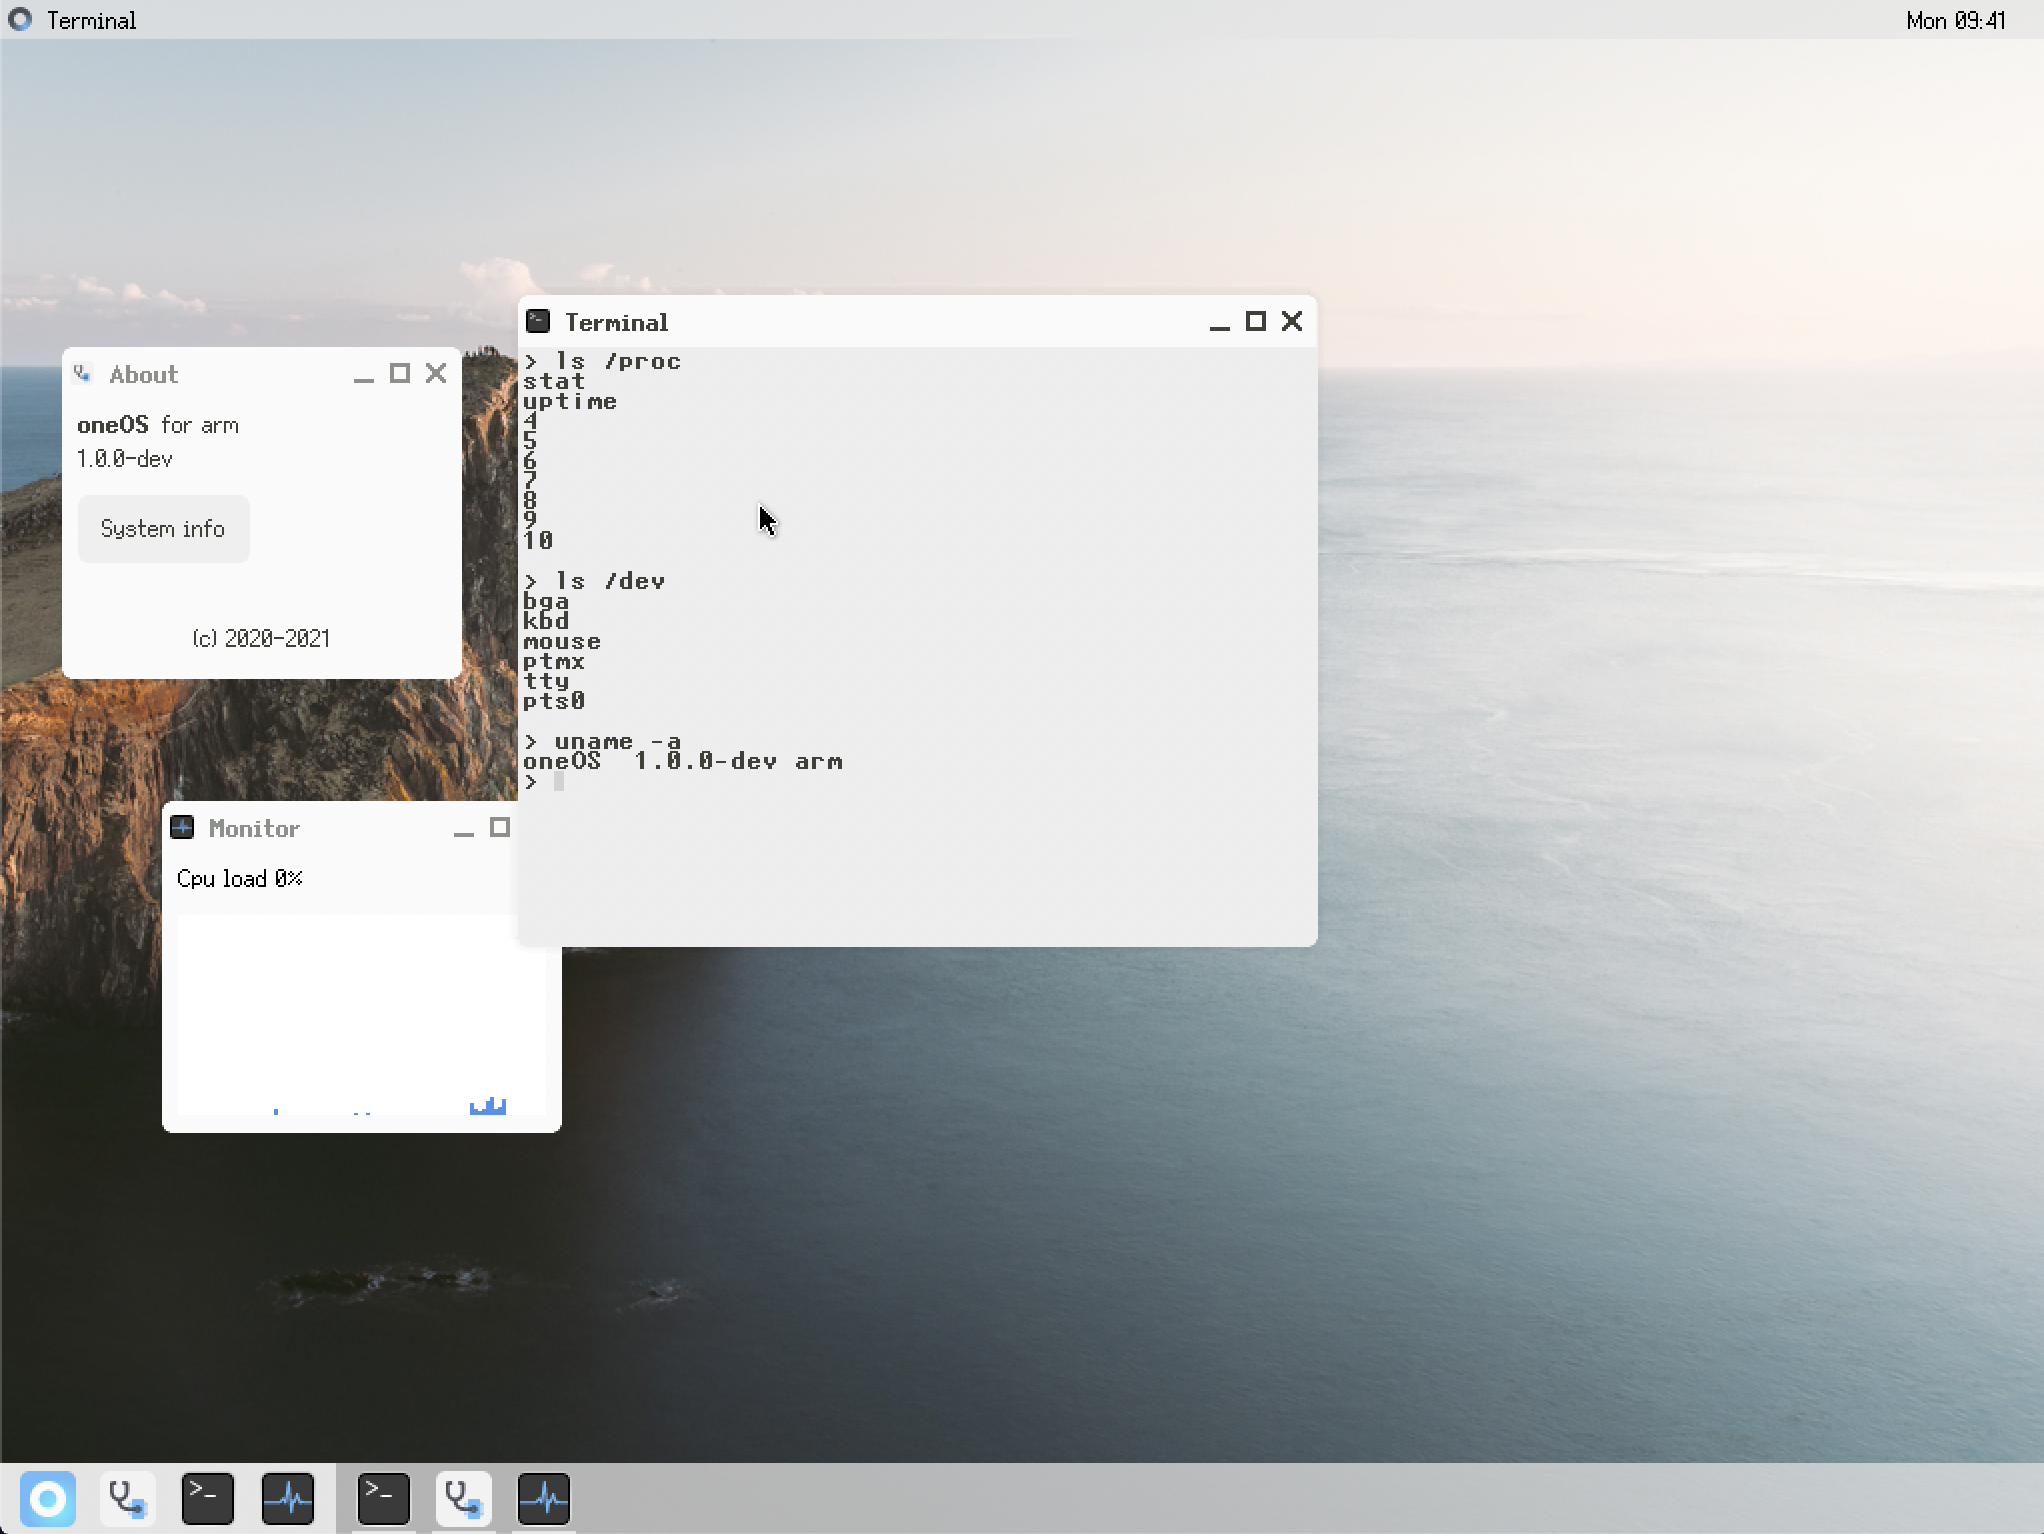 Terminal
Mon 09:41
Terminal
> ls /proc
stat
uptime
4
5
6
7
8
9
10
> ls /dev
bga
kbd
mouse
ptmx
tty
pts0
> uname -a
oneOS  1.0.0-dev arm
>
About
oneOS for arm
1.0.0-dev
System info
(c) 2020-2021
Monitor
Cpu load 0%
>_
>_